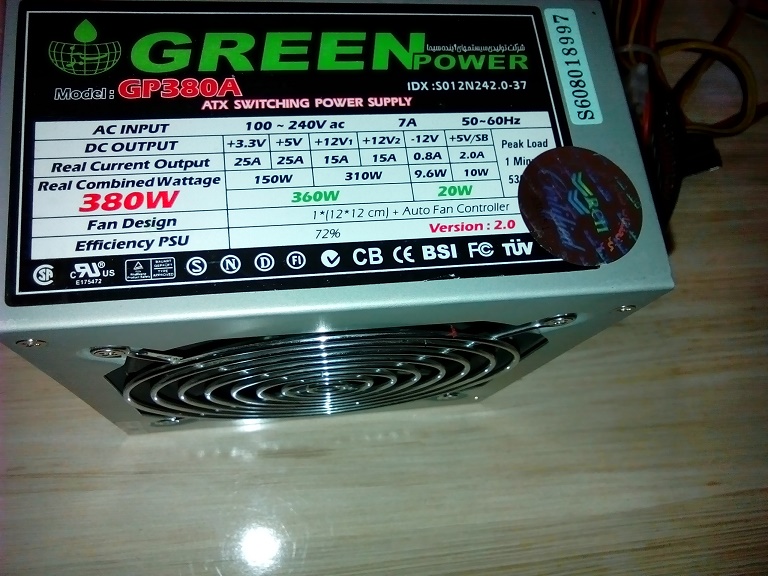 شرکت تولیدی سیستمهای آینده سیما
GREEN POWER
Model : GP380A
IDX :S012N242.0-37
ATX SWITCHING POWER SUPPLY
S608018997
AC INPUT 100 ~ 240V ac 7A 50~60Hz
DC OUTPUT +3.3V +5V +12V1 +12V2 -12V +5V/SB Peak Load
Real Current Output 25A 25A 15A 15A 0.8A 2.0A 1 Min
Real Combined Wattage 150W 310W 9.6W 10W
380W 360W 20W
Fan Design 1*(12*12 cm) + Auto Fan Controller
Efficiency PSU 72% Version : 2.0
C US S N D FI CB CE BSI FC TÜV
E175472